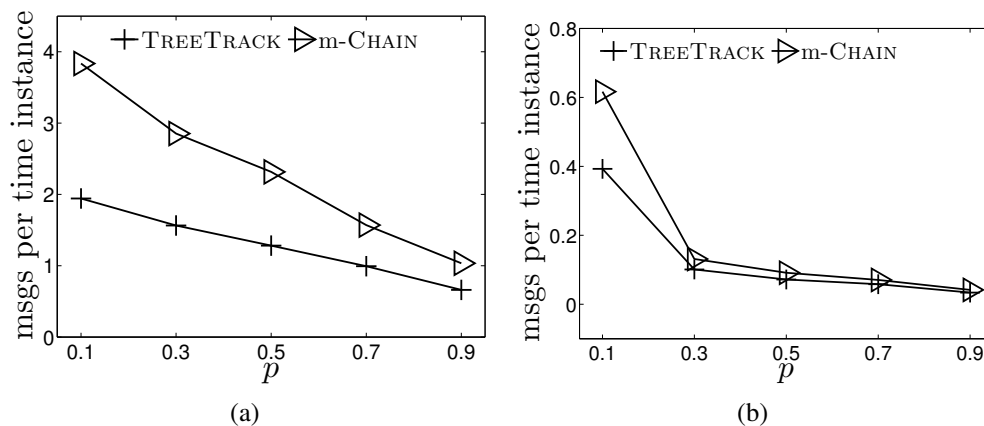 msgs per time instance
4
3
2
1
0
TREETRACK m-CHAIN
0.1 0.3 0.5 0.7 0.9
p
(a)
msgs per time instance
0.8
0.6
0.4
0.2
0
TREETRACK m-CHAIN
0.1 0.3 0.5 0.7 0.9
p
(b)